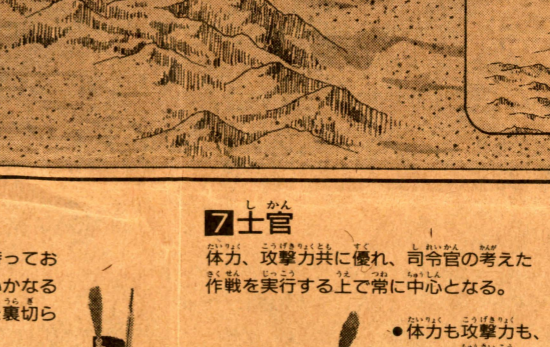 ってお
かなる
裏切ら
7士官
体力、攻撃力共に優れ、司令官の考えた
作戦を実行する上で常に中心となる。
●体力も攻撃力も、